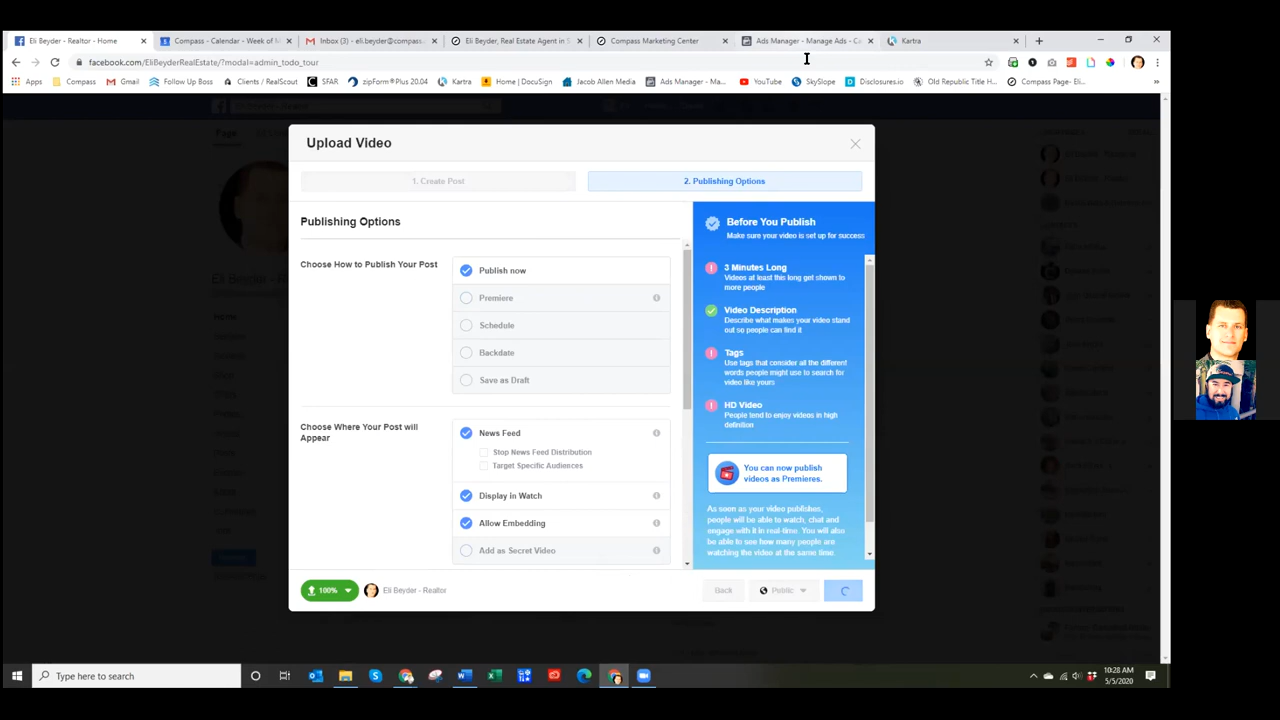 Eli Beyder - Realtor - Home
Compass - Calendar - Week of M
Inbox (3) - eli.beyder@compass.
Eli Beyder, Real Estate Agent in S
Compass Marketing Center
Ads Manager - Manage Ads - Ca
Kartra
facebook.com/EliBeyderRealEstate/?modal=admin_todo_tour
Apps
Compass
Gmail
Follow Up Boss
Clients / RealScout
SFAR
zipForm®Plus 20.04
Kartra
Home | DocuSign
Jacob Allen Media
Ads Manager - Ma...
YouTube
SkySlope
Disclosures.io
Old Republic Title H...
Compass Page- Eli...
Page
Upload Video
1. Create Post
2. Publishing Options
Publishing Options
Choose How to Publish Your Post
Publish now
Premiere
Schedule
Backdate
Save as Draft
Choose Where Your Post will
Appear
News Feed
Stop News Feed Distribution
Target Specific Audiences
Display in Watch
Allow Embedding
Add as Secret Video
Before You Publish
Make sure your video is set up for success
3 Minutes Long
Videos at least this long get shown to
more people
Video Description
Describe what makes your video stand
out so people can find it
Tags
Use tags that consider all the different
words people might use to search for
video like yours
HD Video
People tend to enjoy videos in high
definition
You can now publish
videos as Premieres.
As soon as your video publishes,
people will be able to watch, chat and
engage with it in real-time. You will also
be able to see how many people are
watching the video at the same time.
100%
Eli Beyder - Realtor
Back
Public
Type here to search
10:28 AM
5/5/2020